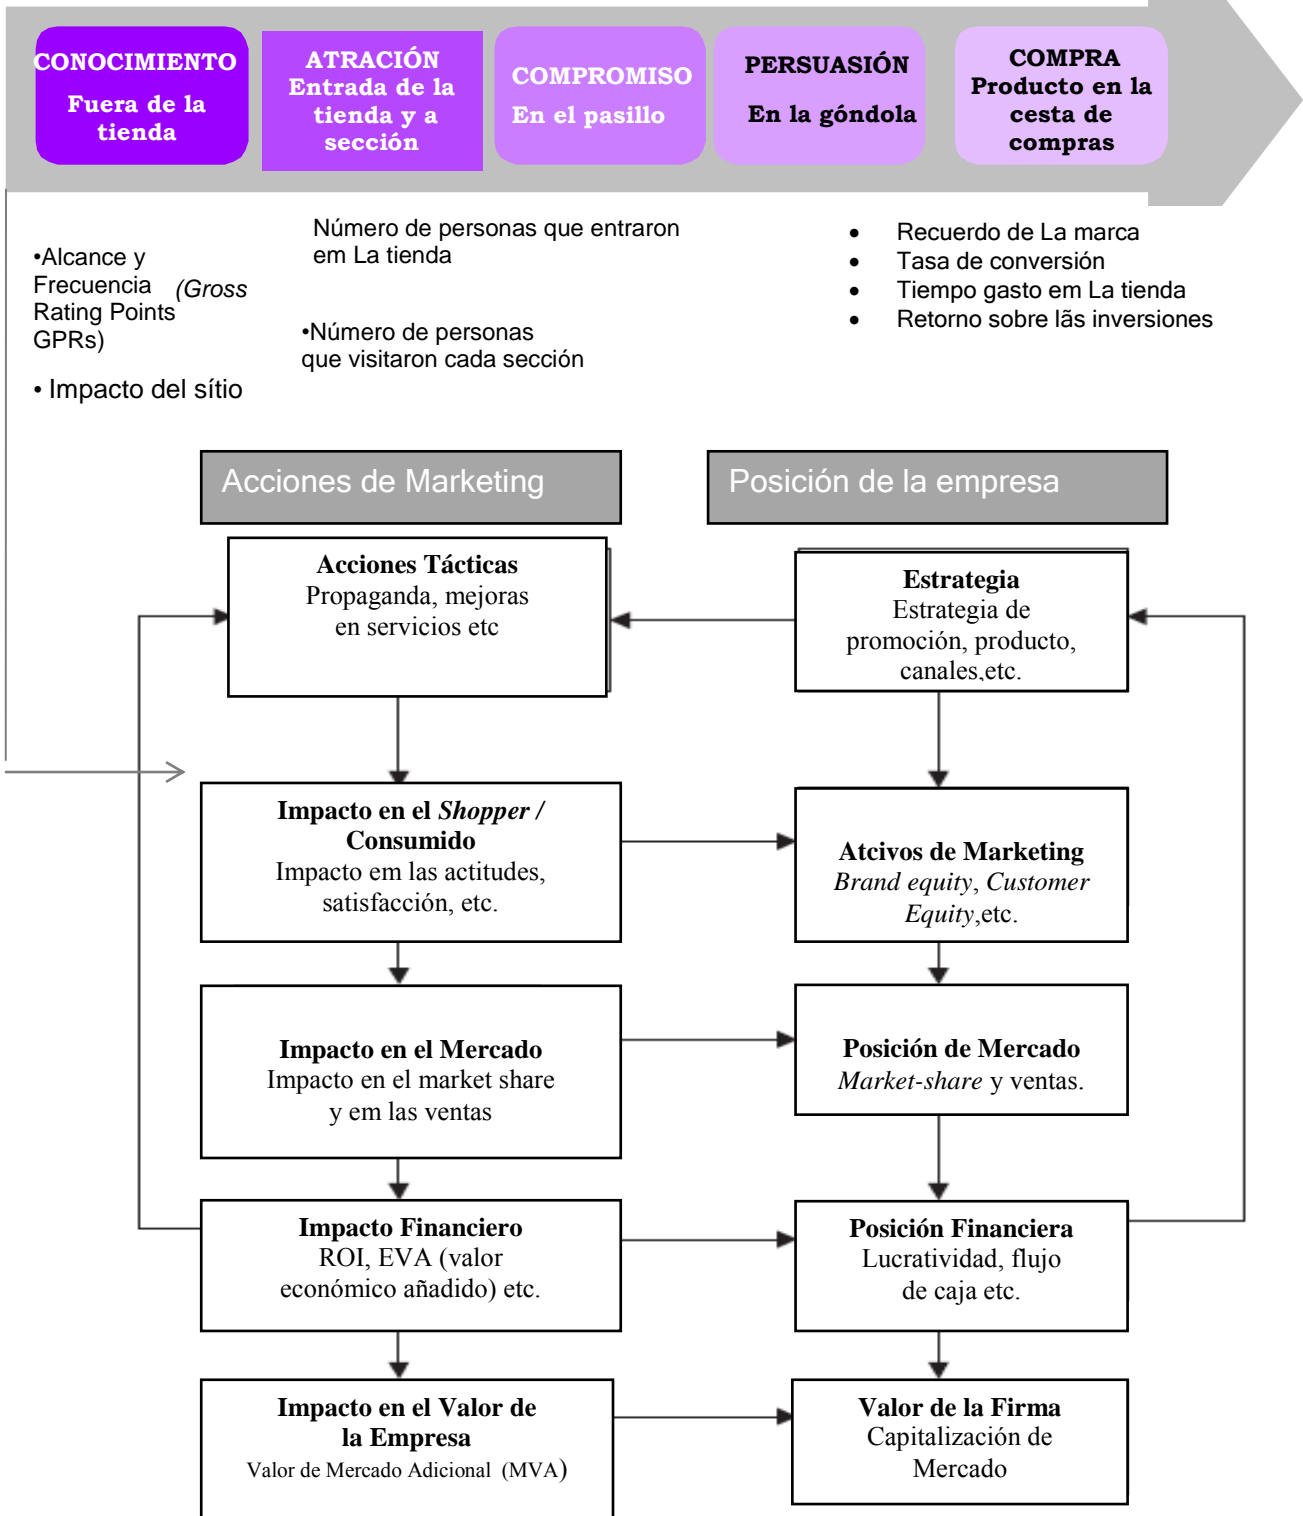 CONOCIMIENTO
Fuera de la
tienda
ATRACIÓN
Entrada de la
tienda y a
sección
COMPROMISO
En el pasillo
PERSUASIÓN
En la góndola
COMPRA
Producto en la
cesta de
compras
•Alcance y
Frecuencia (Gross
Rating Points
GPRs)
• Impacto del sítio
Número de personas que entraron
em La tienda
•Número de personas
que visitaron cada sección
• Recuerdo de La marca
• Tasa de conversión
• Tiempo gasto em La tienda
• Retorno sobre lãs inversiones
Acciones de Marketing
Posición de la empresa
Acciones Tácticas
Propaganda, mejoras
en servicios etc
Estrategia
Estrategia de
promoción, producto,
canales,etc.
Impacto en el Shopper /
Consumido
Impacto em las actitudes,
satisfacción, etc.
Atcivos de Marketing
Brand equity, Customer
Equity,etc.
Impacto en el Mercado
Impacto en el market share
y em las ventas
Posición de Mercado
Market-share y ventas.
Impacto Financiero
ROI, EVA (valor
económico añadido) etc.
Posición Financiera
Lucratividad, flujo
de caja etc.
Impacto en el Valor de
la Empresa
Valor de Mercado Adicional (MVA)
Valor de la Firma
Capitalización de
Mercado